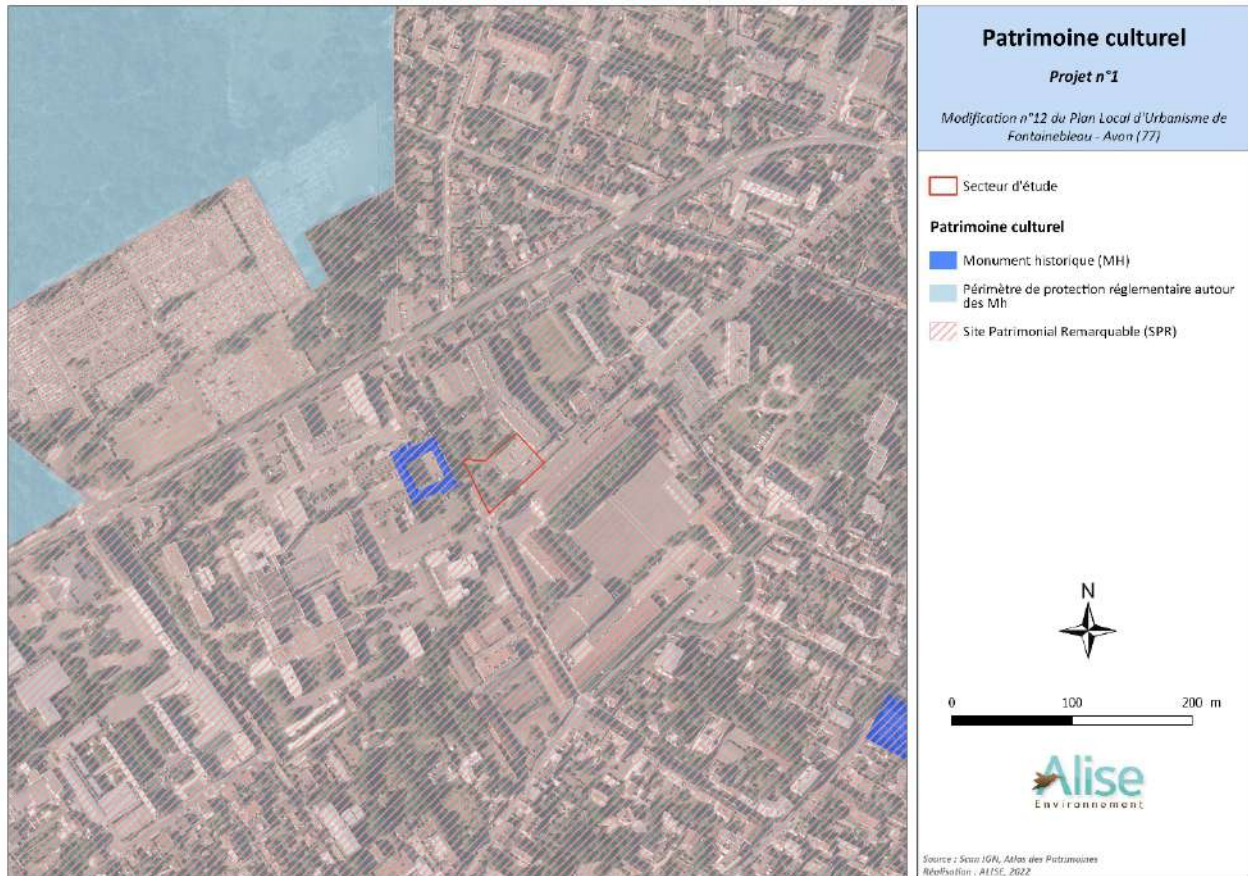 Patrimoine culturel
Projet n°1
Modification n°12 du Plan Local d'Urbanisme de
Fontainebleau - Avon (77)
Secteur d'étude
Patrimoine culturel
Monument historique (MH)
Périmètre de protection réglementaire autour
des Mh
Site Patrimonial Remarquable (SPR)
N
0 100 200 m
Alise
Environnement
Source : Scan IGN, Atlas des Patrimoines
Réalisation : ALISE, 2022